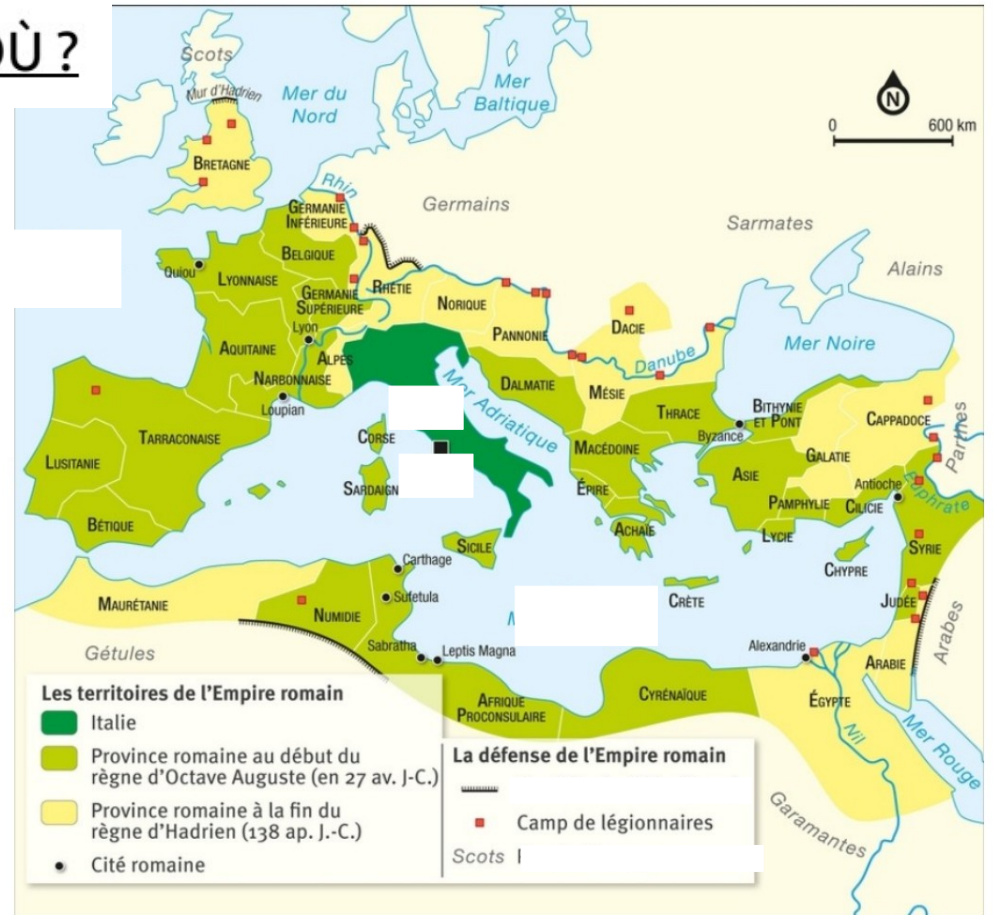 OÙ ?
Scots
Mur d'Hadrien
Mer du
Nord
Mer
Baltique
N
0 600 km
BRETAGNE
Rhin
Germains
Sarmates
Alains
GERMANIE
INFÉRIEURE
BELGIQUE
Quiou
LYONNAISE
GERMANIE
SUPÉRIEURE
RHÉTIE
NORIQUE
PANNONIE
DACIE
Danube
Mer Noire
Lyon
AQUITAINE
ALPES
NARBONNAISE
Loupian
DALMATIE
MÉSIE
THRACE
Mer Adriatique
BITHYNIE
ET PONT
CAPPADOCE
Parthes
Byzance
TARRACONAISE
LUSITANIE
BÉTIQUE
CORSE
SARDAIGN
MACÉDOINE
ÉPIRE
ACHAÏE
GALATIE
ASIE
PAMPHYLIE
CILICIE
LYCIE
Antioche
Euphrate
SYRIE
CHYPRE
SICILE
Carthage
Sufetula
CRÈTE
JUDÉE
MAURÉTANIE
NUMIDIE
Gétules
Sabratha
Leptis Magna
Alexandrie
ARABIE
Arabes
AFRIQUE
PROCONSULAIRE
CYRÉNAÏQUE
ÉGYPTE
Nil
Mer Rouge
Garamantes
Les territoires de l'Empire romain
Italie
Province romaine au début du
règne d'Octave Auguste (en 27 av. J-C.)
Province romaine à la fin du
règne d'Hadrien (138 ap. J.-C.)
Cité romaine
La défense de l'Empire romain
Camp de légionnaires
Scots